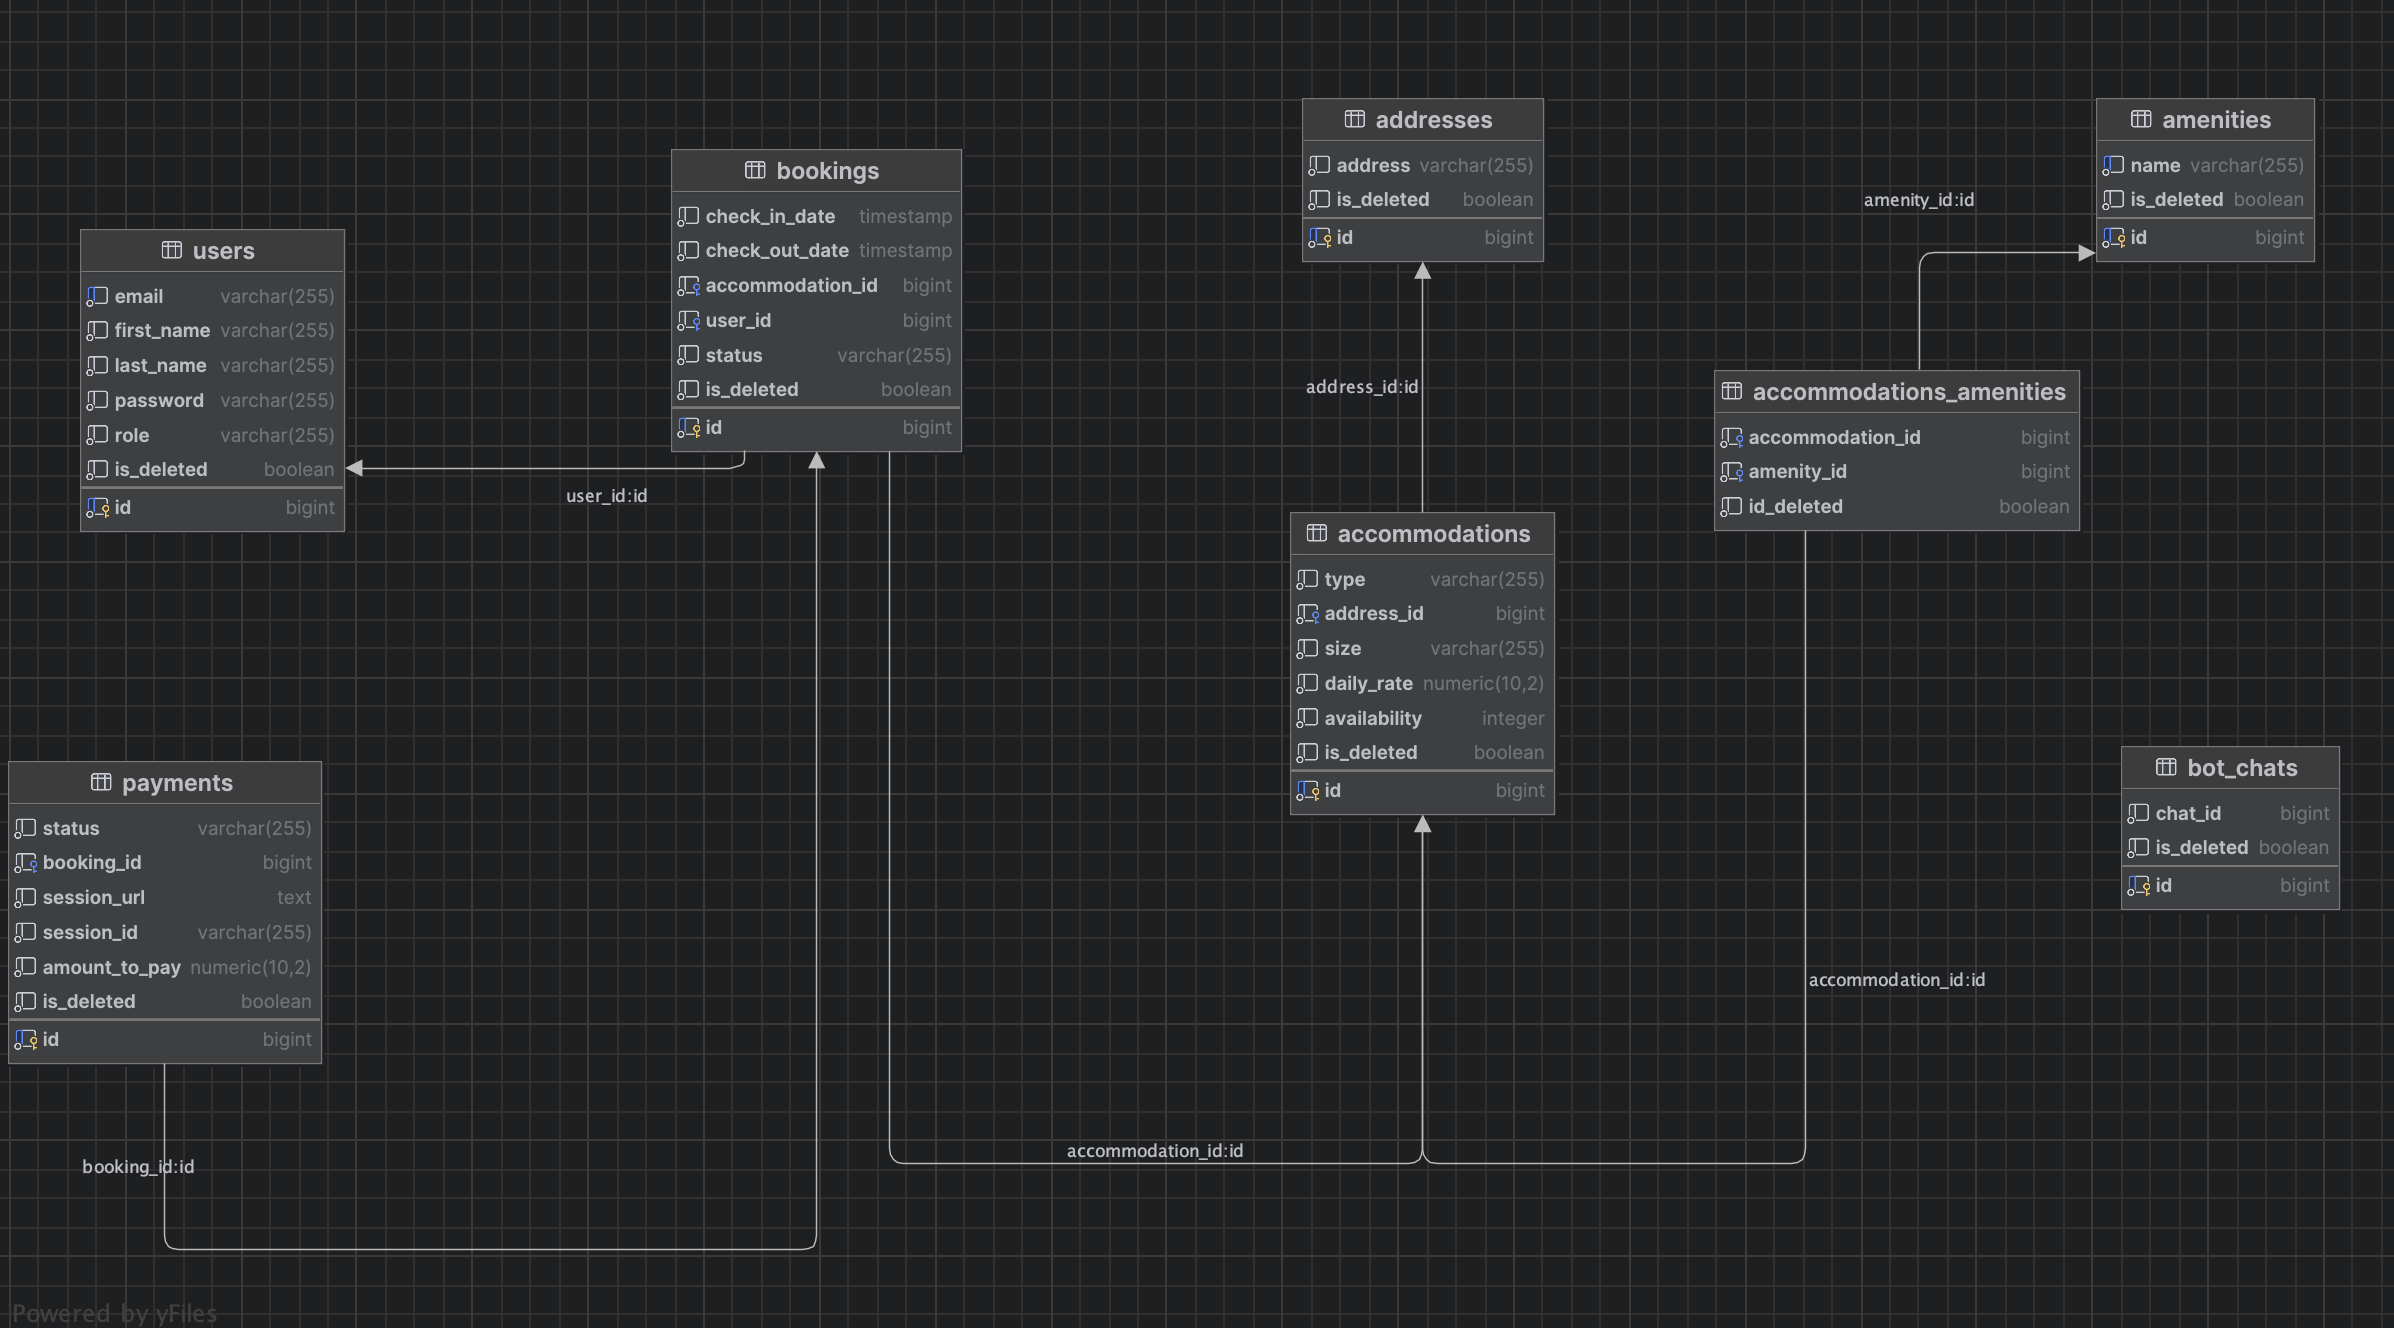 users
email varchar(255)
first_name varchar(255)
last_name varchar(255)
password varchar(255)
role varchar(255)
is_deleted boolean
id bigint
bookings
check_in_date timestamp
check_out_date timestamp
accommodation_id bigint
user_id bigint
status varchar(255)
is_deleted boolean
id bigint
user_id:id
addresses
address varchar(255)
is_deleted boolean
id bigint
address_id:id
amenities
name varchar(255)
is_deleted boolean
id bigint
amenity_id:id
accommodations_amenities
accommodation_id bigint
amenity_id bigint
id_deleted boolean
accommodations
type varchar(255)
address_id bigint
size varchar(255)
daily_rate numeric(10,2)
availability integer
is_deleted boolean
id bigint
payments
status varchar(255)
booking_id bigint
session_url text
session_id varchar(255)
amount_to_pay numeric(10,2)
is_deleted boolean
id bigint
bot_chats
chat_id bigint
is_deleted boolean
id bigint
accommodation_id:id
accommodation_id:id
booking_id:id
Powered by yFiles